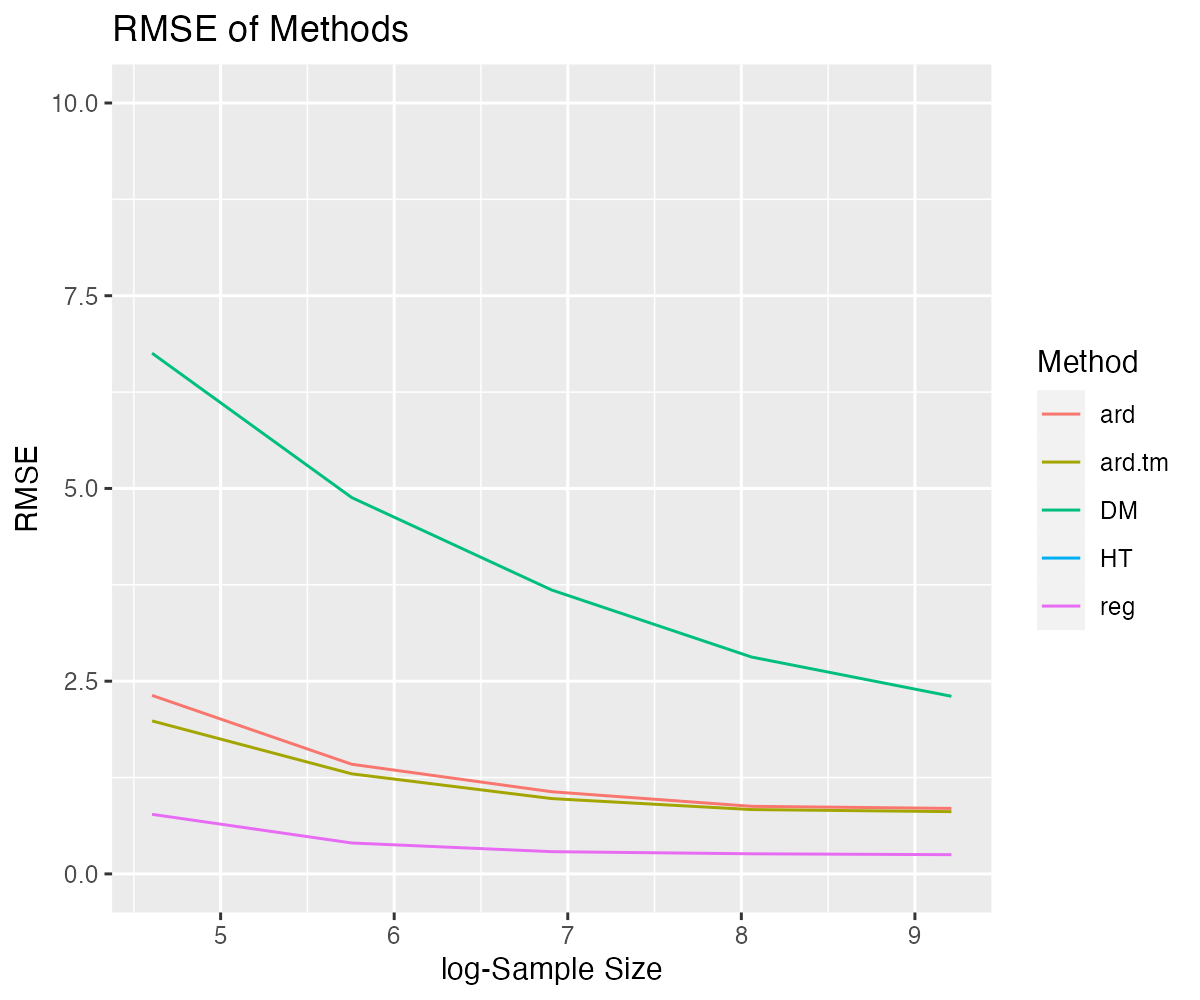 RMSE of Methods
10.0
7.5
5.0
2.5
0.0
RMSE
5 6 7 8 9
log-Sample Size
Method
ard
ard.tm
DM
HT
reg